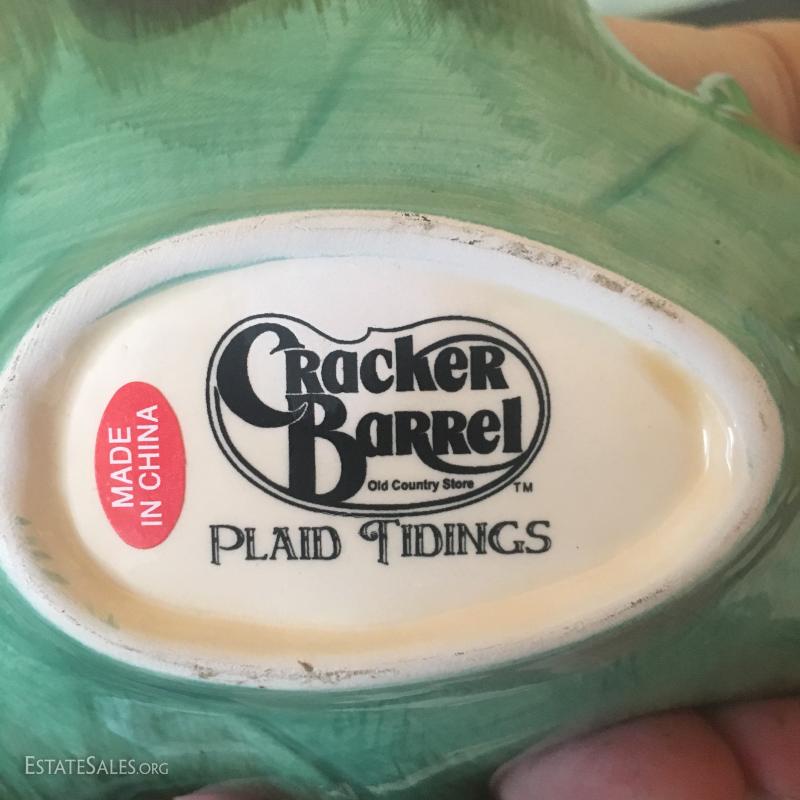 Cracker
Barrel
Old Country Store
TM
PLAID TIDINGS
MADE
IN CHINA
ESTATESALES.ORG